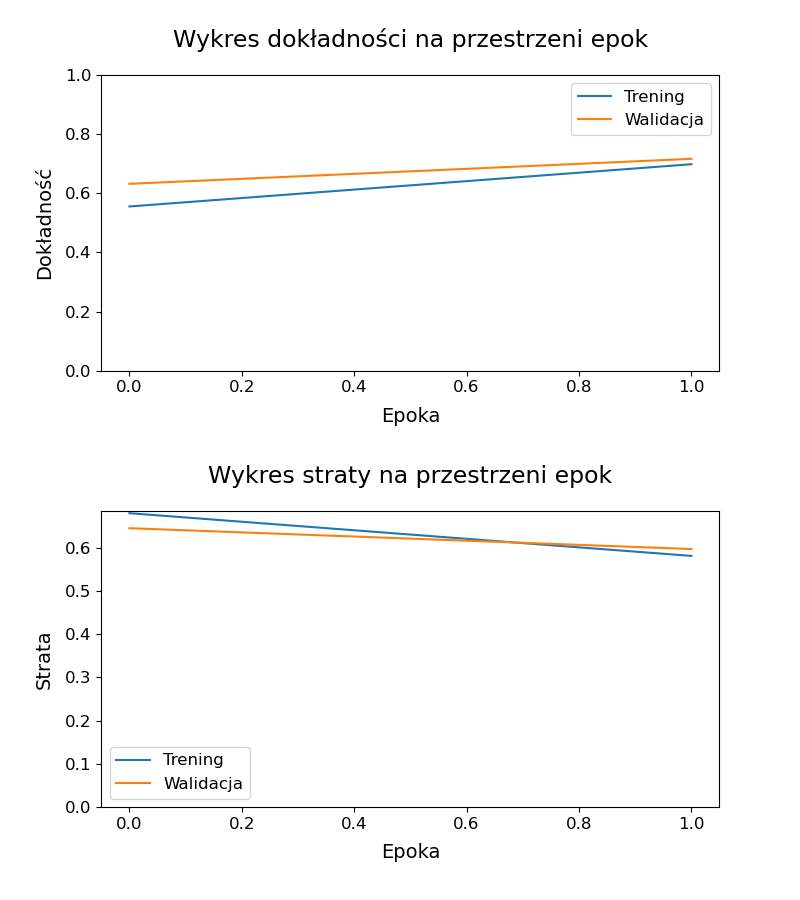 Wykres dokładności na przestrzeni epok
1.0
0.8
0.6
0.4
0.2
0.0
Dokładność
Trening
Walidacja
0.0 0.2 0.4 0.6 0.8 1.0
Epoka
Wykres straty na przestrzeni epok
0.6
0.5
0.4
0.3
0.2
0.1
0.0
Strata
Trening
Walidacja
0.0 0.2 0.4 0.6 0.8 1.0
Epoka